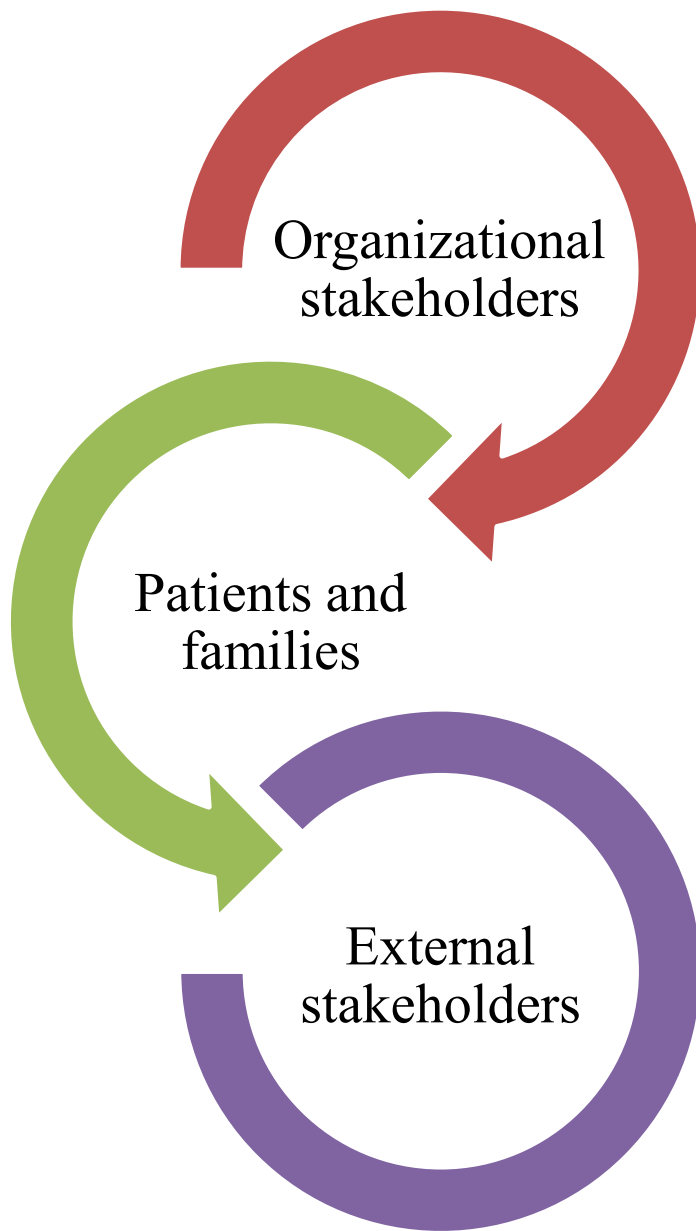 Organizational
stakeholders
Patients and
families
External
stakeholders